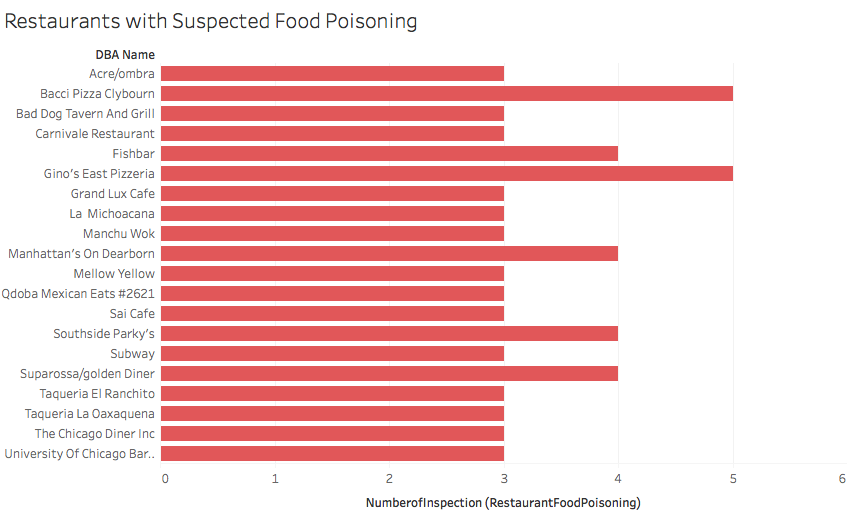 Restaurants with Suspected Food Poisoning
DBA Name
Acre/ombra
Bacci Pizza Clybourn
Bad Dog Tavern And Grill
Carnivale Restaurant
Fishbar
Gino's East Pizzeria
Grand Lux Cafe
La  Michoacana
Manchu Wok
Manhattan's On Dearborn
Mellow Yellow
Qdoba Mexican Eats #2621
Sai Cafe
Southside Parky's
Subway
Suparossa/golden Diner
Taqueria El Ranchito
Taqueria La Oaxaquena
The Chicago Diner Inc
University Of Chicago Bar..
0 1 2 3 4 5 6
NumberofInspection (RestaurantFoodPoisoning)